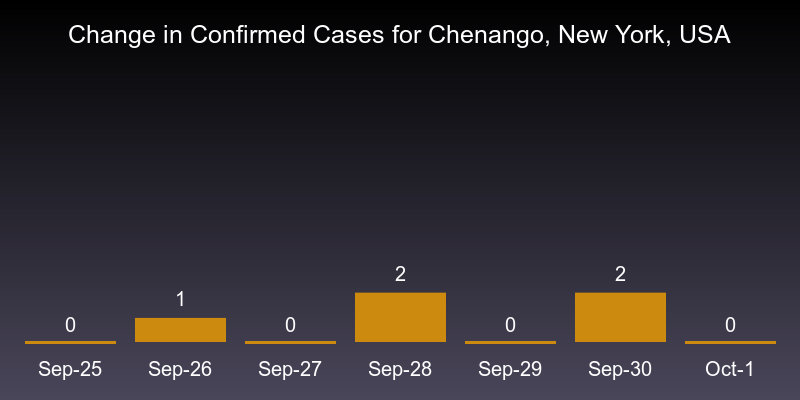 Change in Confirmed Cases for Chenango, New York, USA
0
1
0
2
0
2
0
Sep-25
Sep-26
Sep-27
Sep-28
Sep-29
Sep-30
Oct-1